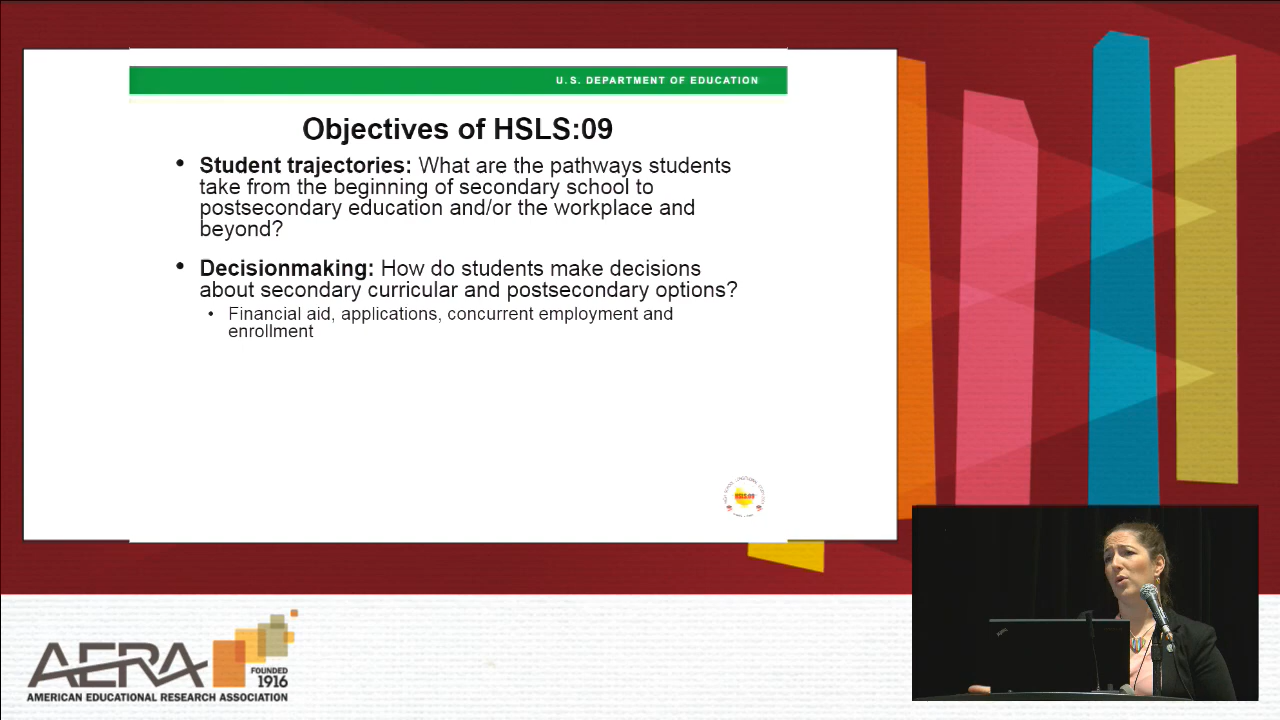 U.S. DEPARTMENT OF EDUCATION
Objectives of HSLS:09
• Student trajectories: What are the pathways students
take from the beginning of secondary school to
postsecondary education and/or the workplace and
beyond?
• Decisionmaking: How do students make decisions
about secondary curricular and postsecondary options?
• Financial aid, applications, concurrent employment and
enrollment
HSLS:09
AERA
FOUNDED
1916
AMERICAN EDUCATIONAL RESEARCH ASSOCIATION